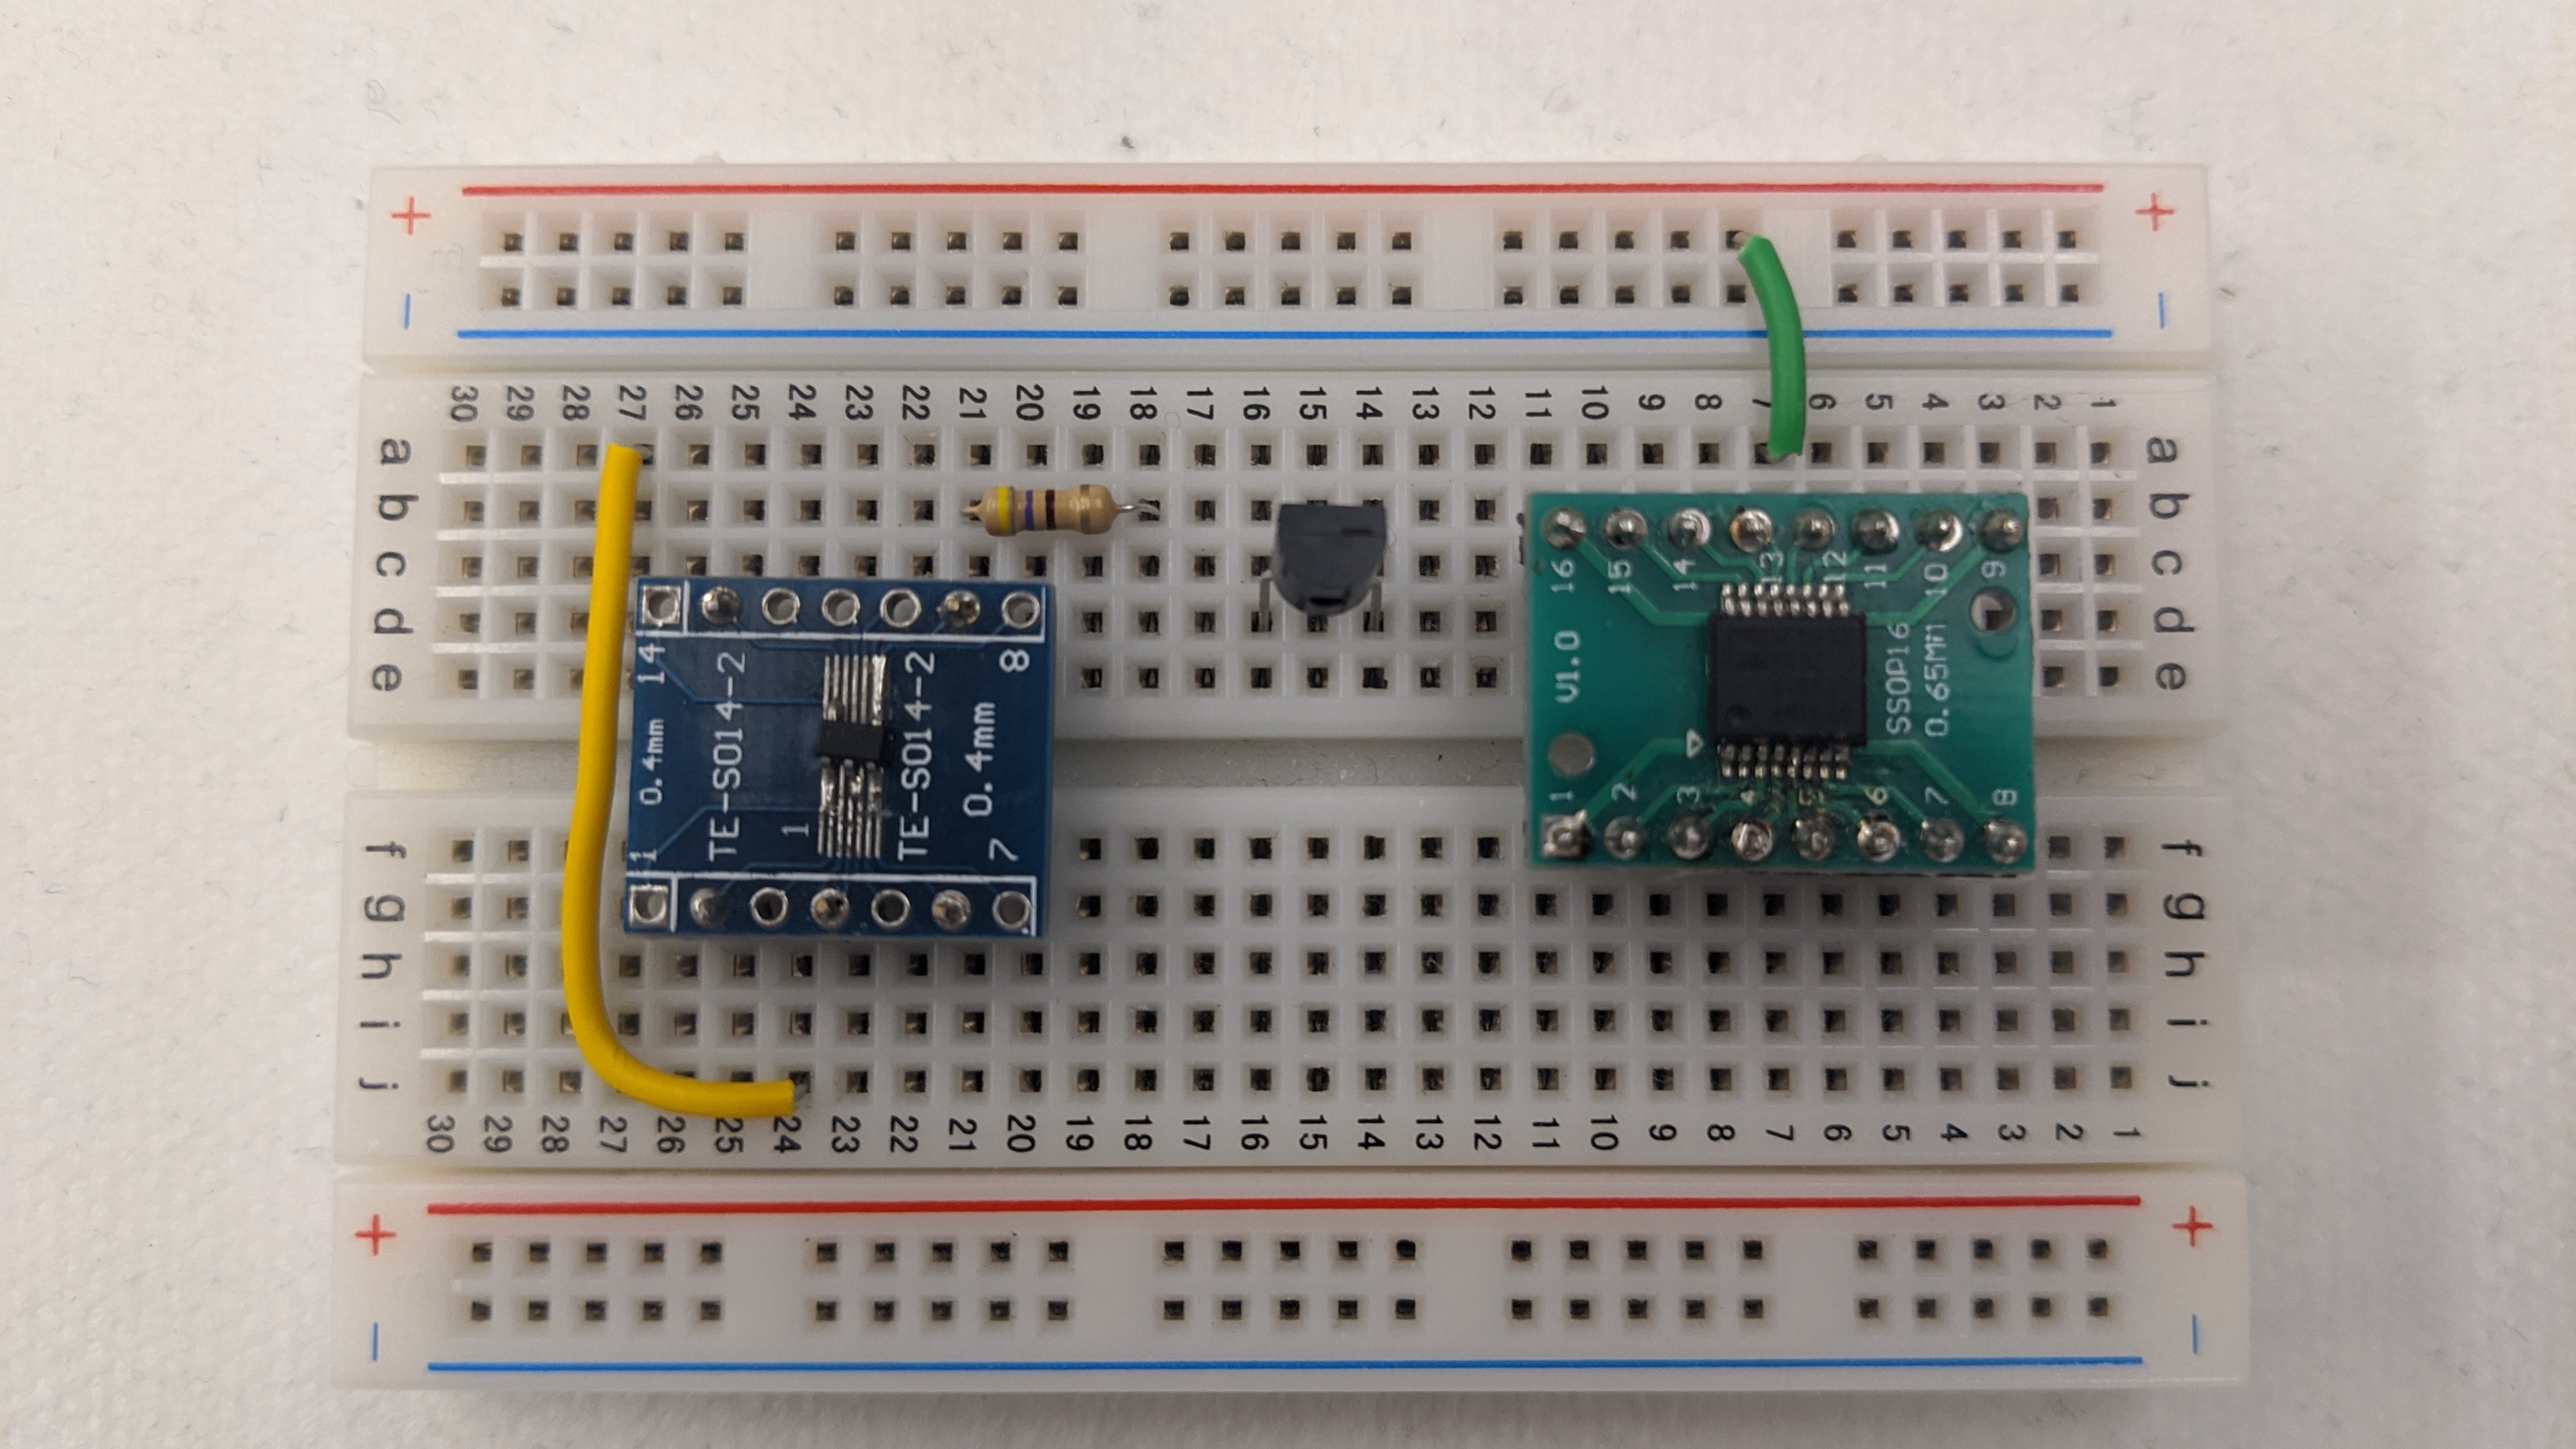 + +
− −
30 29 28 27 26 25 24 23 22 21 20 19 18 17 16 15 14 13 12 11 10 9 8 7 6 5 4 3 2 1
a a
b b
c c
d d
e e
16 15 14 13 12 11 10 9
V1.0
SSOP16
0.65MM
1 2 3 4 5 6 7 8
14 8
0.4mm
TE-SO14-2
1
TE-SO14-2
0.4mm
1 7
f f
g g
h h
i i
j j
30 29 28 27 26 25 24 23 22 21 20 19 18 17 16 15 14 13 12 11 10 9 8 7 6 5 4 3 2 1
+ +
− −